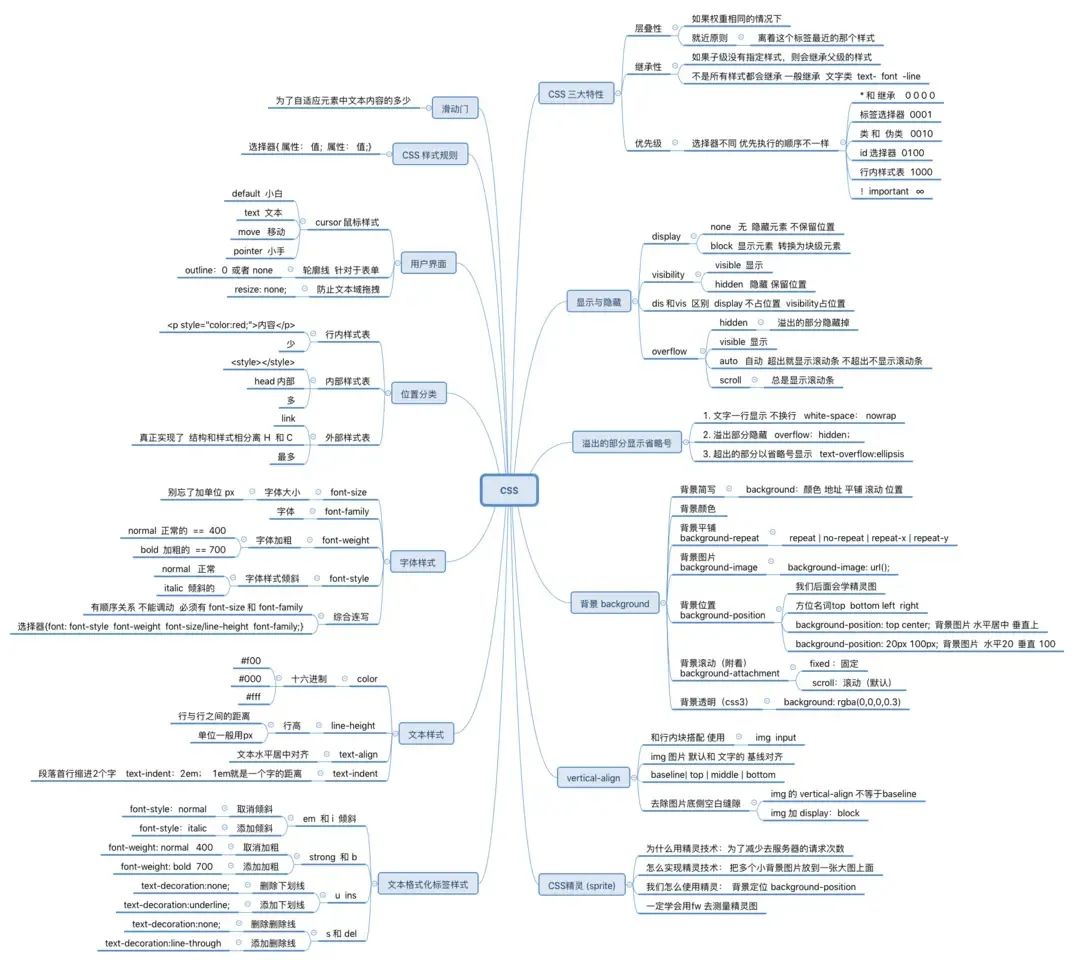 CSS
滑动门
为了自适应元素中文本内容的多少
CSS 样式规则
选择器{ 属性： 值; 属性： 值;}
用户界面
cursor 鼠标样式
default 小白
text 文本
move 移动
pointer 小手
轮廓线 针对于表单
outline：0 或者 none
防止文本域拖拽
resize: none;
位置分类
行内样式表
<p style="color:red;">内容</p>
少
内部样式表
<style></style>
head 内部
多
外部样式表
link
真正实现了 结构和样式相分离 H 和 C
最多
字体样式
font-size
字体大小
别忘了加单位 px
font-family
字体
font-weight
字体加粗
normal 正常的 == 400
bold 加粗的 == 700
font-style
字体样式倾斜
normal 正常
italic 倾斜的
综合连写
有顺序关系 不能调动 必须有 font-size 和 font-family
选择器{font: font-style font-weight font-size/line-height font-family;}
文本样式
color
十六进制
#f00
#000
#fff
line-height
行高
行与行之间的距离
单位一般用px
text-align
文本水平居中对齐
text-indent
段落首行缩进2个字 text-indent：2em； 1em就是一个字的距离
文本格式化标签样式
em 和 i 倾斜
取消倾斜
font-style：normal
添加倾斜
font-style：italic
strong 和 b
取消加粗
font-weight: normal 400
添加加粗
font-weight: bold 700
u ins
删除下划线
text-decoration:none;
添加下划线
text-decoration:underline;
s 和 del
删除删除线
text-decoration:none;
添加删除线
text-decoration:line-through
CSS 三大特性
层叠性
如果权重相同的情况下
就近原则
离着这个标签最近的那个样式
继承性
如果子级没有指定样式，则会继承父级的样式
不是所有样式都会继承 一般继承 文字类 text- font -line
优先级
选择器不同 优先执行的顺序不一样
* 和 继承 0 0 0 0
标签选择器 0001
类 和 伪类 0010
id 选择器 0100
行内样式表 1000
！important ∞
显示与隐藏
display
none 无 隐藏元素 不保留位置
block 显示元素 转换为块级元素
visibility
visible 显示
hidden 隐藏 保留位置
dis 和vis 区别 display 不占位置 visibility占位置
overflow
hidden
溢出的部分隐藏掉
visible 显示
auto 自动 超出就显示滚动条 不超出不显示滚动条
scroll
总是显示滚动条
溢出的部分显示省略号
1. 文字一行显示 不换行 white-space： nowrap
2. 溢出部分隐藏 overflow：hidden；
3. 超出的部分以省略号显示 text-overflow:ellipsis
背景 background
背景简写
background：颜色 地址 平铺 滚动 位置
背景颜色
背景平铺
background-repeat
repeat | no-repeat | repeat-x | repeat-y
背景图片
background-image
background-image: url();
背景位置
background-position
我们后面会学精灵图
方位名词top bottom left right
background-position: top center; 背景图片 水平居中 垂直上
background-position: 20px 100px; 背景图片 水平20 垂直 100
背景滚动（附看）
background-attachment
fixed ：固定
scroll：滚动（默认）
背景透明（css3）
background: rgba(0,0,0,0.3)
vertical-align
和行内块搭配 使用
img input
img 图片 默认和 文字的 基线对齐
baseline| top | middle | bottom
去除图片底侧空白缝隙
img 的 vertical-align 不等于baseline
img 加 display：block
CSS精灵 (sprite)
为什么用精灵技术：为了减少去服务器的请求次数
怎么实现精灵技术： 把多个小背景图片放到一张大图上面
我们怎么使用精灵： 背景定位 background-position
一定学会用fw 去测量精灵图